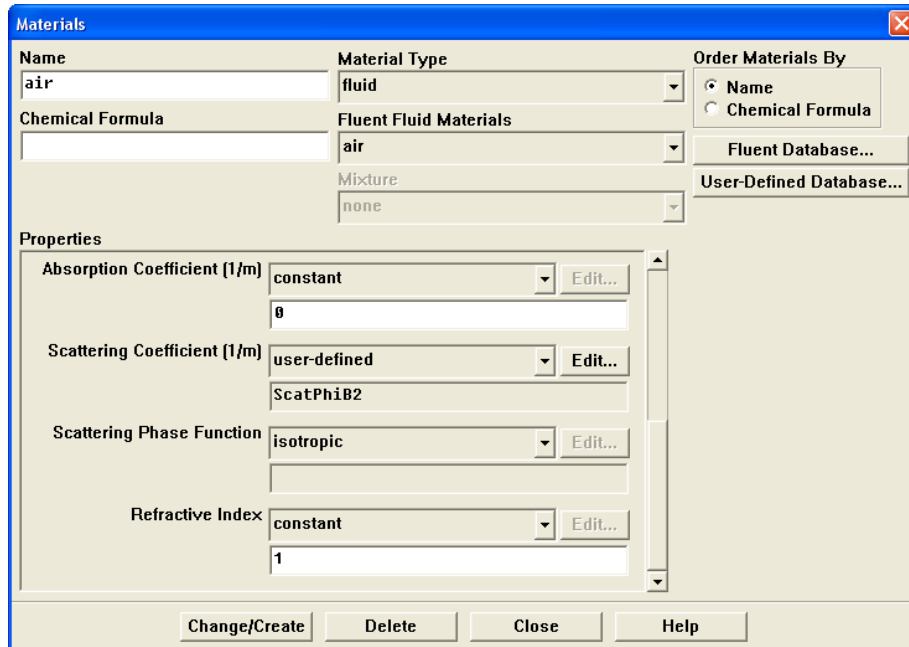 Materials
Name
air
Material Type
fluid
Order Materials By
Name
Chemical Formula
Chemical Formula
Fluent Fluid Materials
air
Fluent Database...
Mixture
none
User-Defined Database...
Properties
Absorption Coefficient (1/m)
constant
Edit...
0
Scattering Coefficient (1/m)
user-defined
Edit...
ScatPhiB2
Scattering Phase Function
isotropic
Edit...
Refractive Index
constant
Edit...
1
Change/Create
Delete
Close
Help